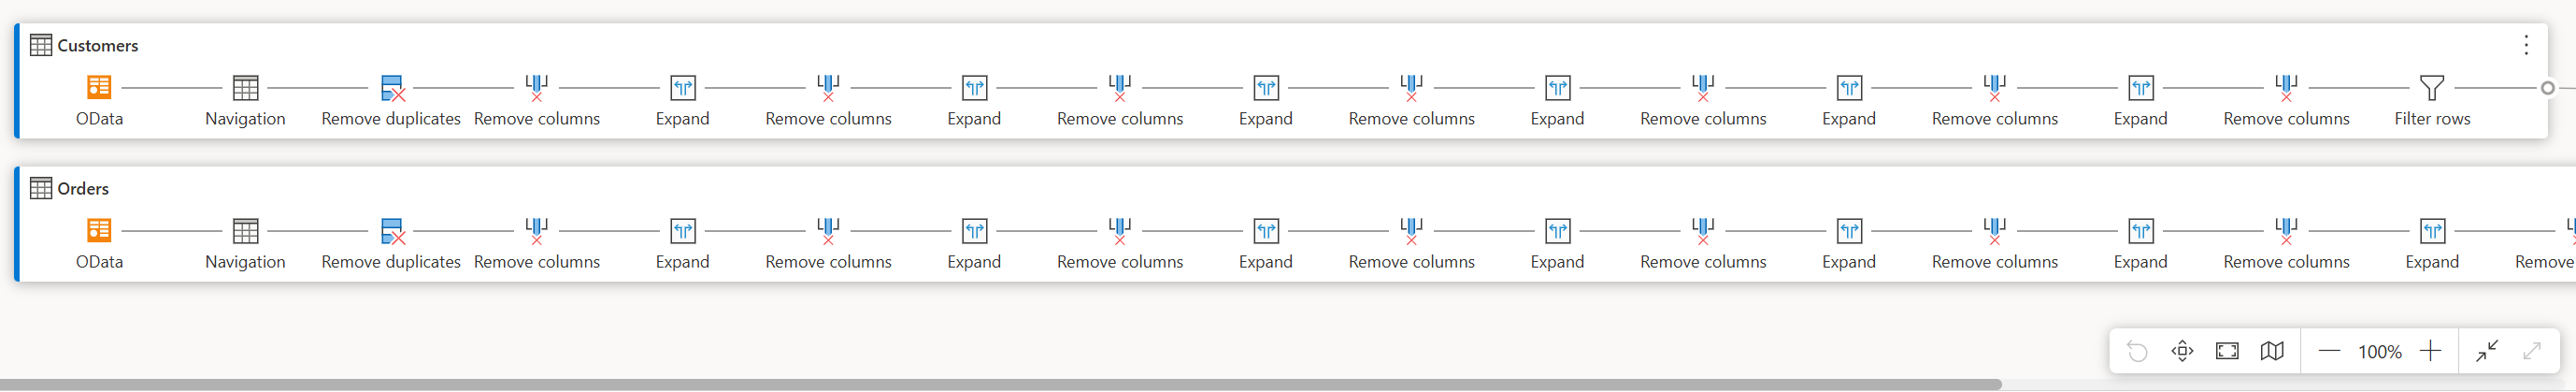 Customers
OData Navigation Remove duplicates Remove columns Expand Remove columns Expand Remove columns Expand Remove columns Expand Remove columns Expand Remove columns Expand Remove columns Filter rows
Orders
OData Navigation Remove duplicates Remove columns Expand Remove columns Expand Remove columns Expand Remove columns Expand Remove columns Expand Remove columns Expand Remove columns Expand Remove
100%